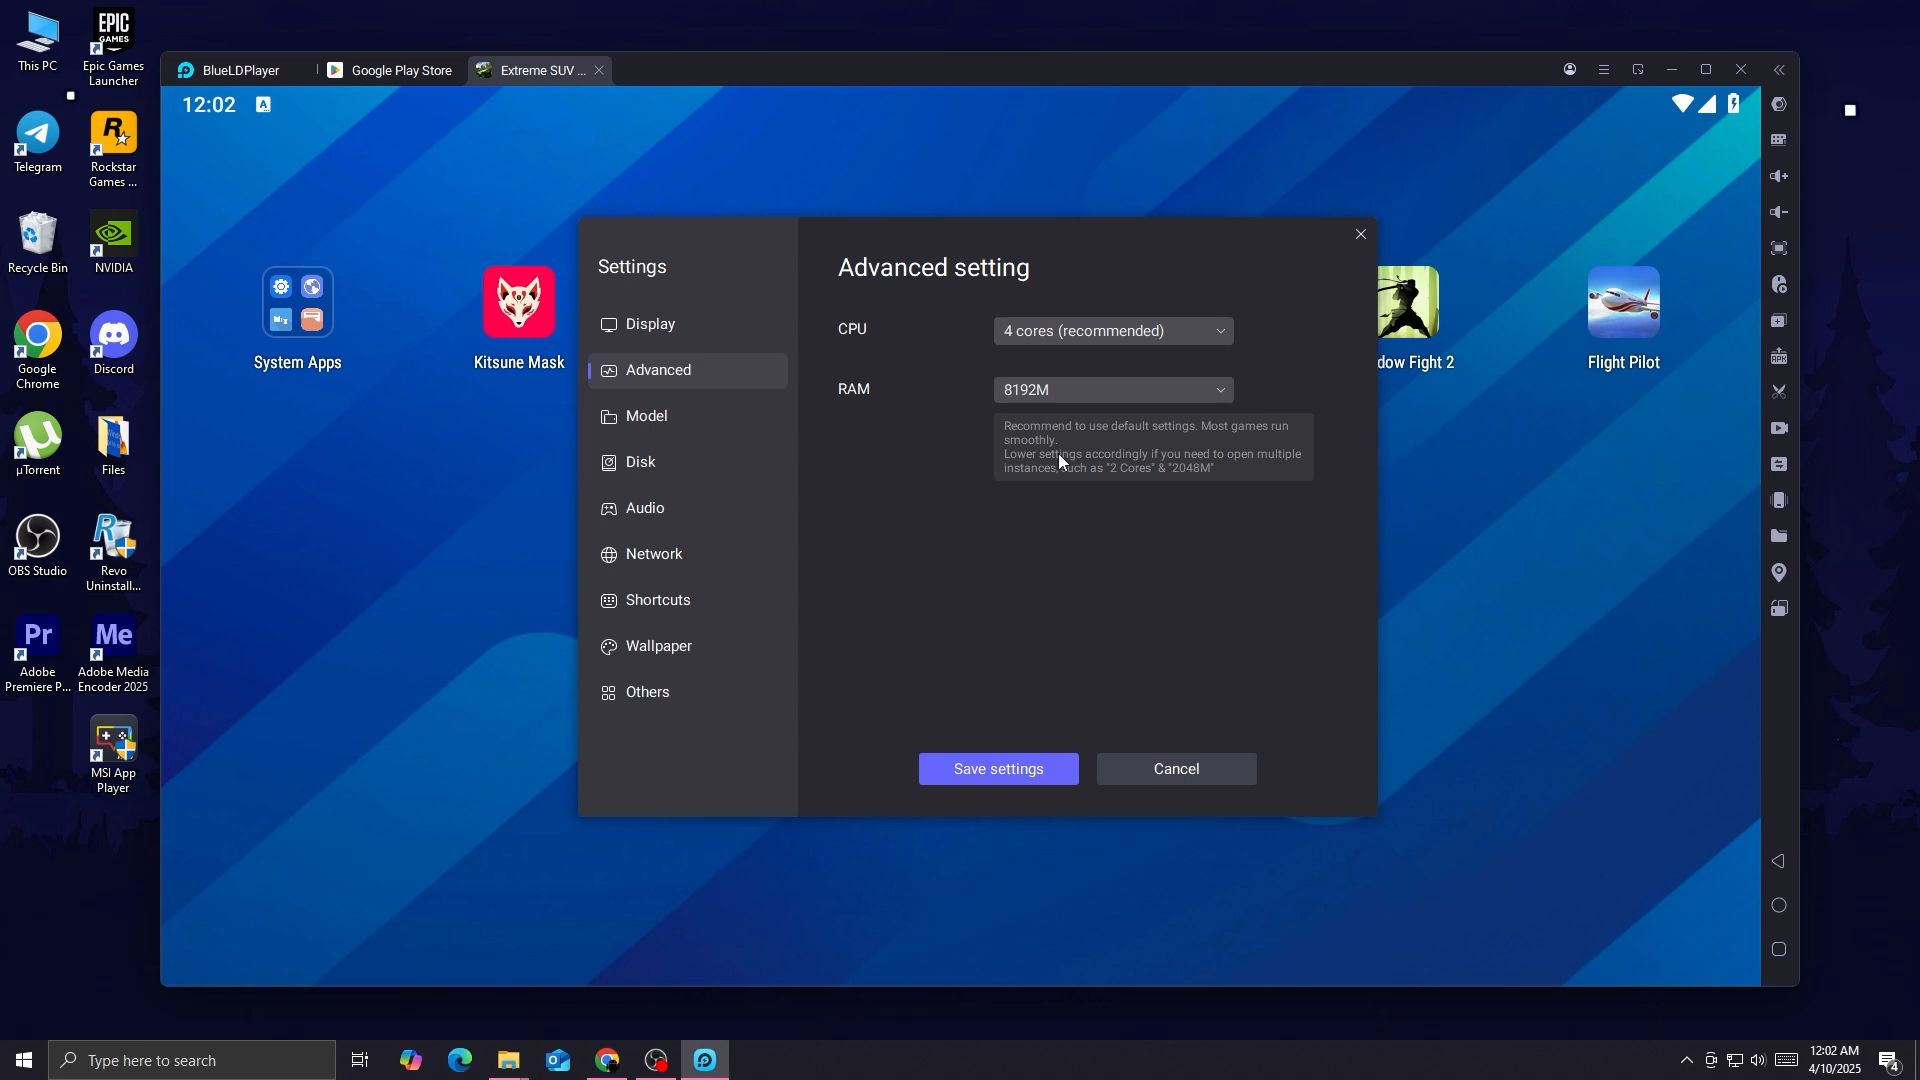 This PC
EPIC
GAMES
Epic Games
Launcher
Telegram
Rockstar
Games ...
Recycle Bin
NVIDIA
Google
Chrome
Discord
µTorrent
Files
OBS Studio
Revo
Uninstall...
Pr
Adobe
Premiere P...
Me
Adobe Media
Encoder 2025
MSI App
Player
BlueLDPlayer
Google Play Store
Extreme SUV ...
12:02
A
System Apps
Kitsune Mask
dow Fight 2
Flight Pilot
APK
Settings
Display
Advanced
Model
Disk
Audio
Network
Shortcuts
Wallpaper
Others
Advanced setting
CPU
4 cores (recommended)
RAM
8192M
Recommend to use default settings. Most games run
smoothly.
Lower settings accordingly if you need to open multiple
instances, such as "2 Cores" & "2048M"
Save settings
Cancel
Type here to search
12:02 AM
4/10/2025
4